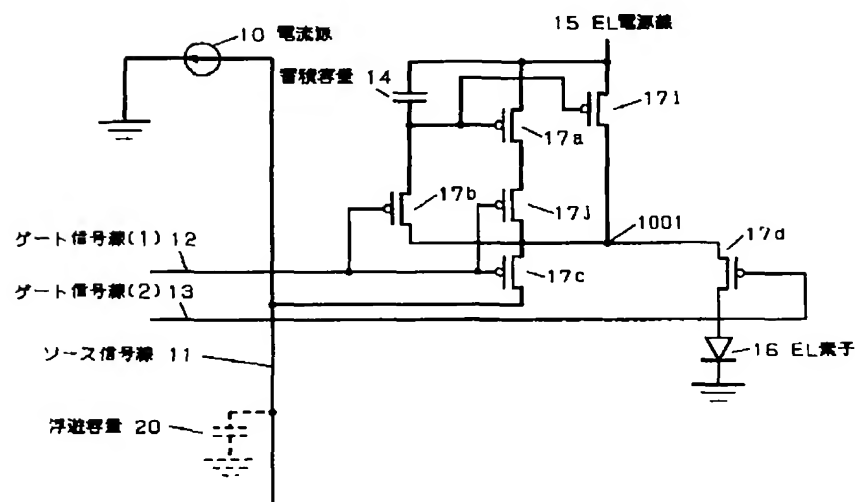 15 EL電源線
10 電流源
蓄積容量 14
17i
17a
17b
17j
1001
17d
ゲート信号線(1) 12
17c
ゲート信号線(2) 13
ソース信号線 11
16 EL素子
浮遊容量 20